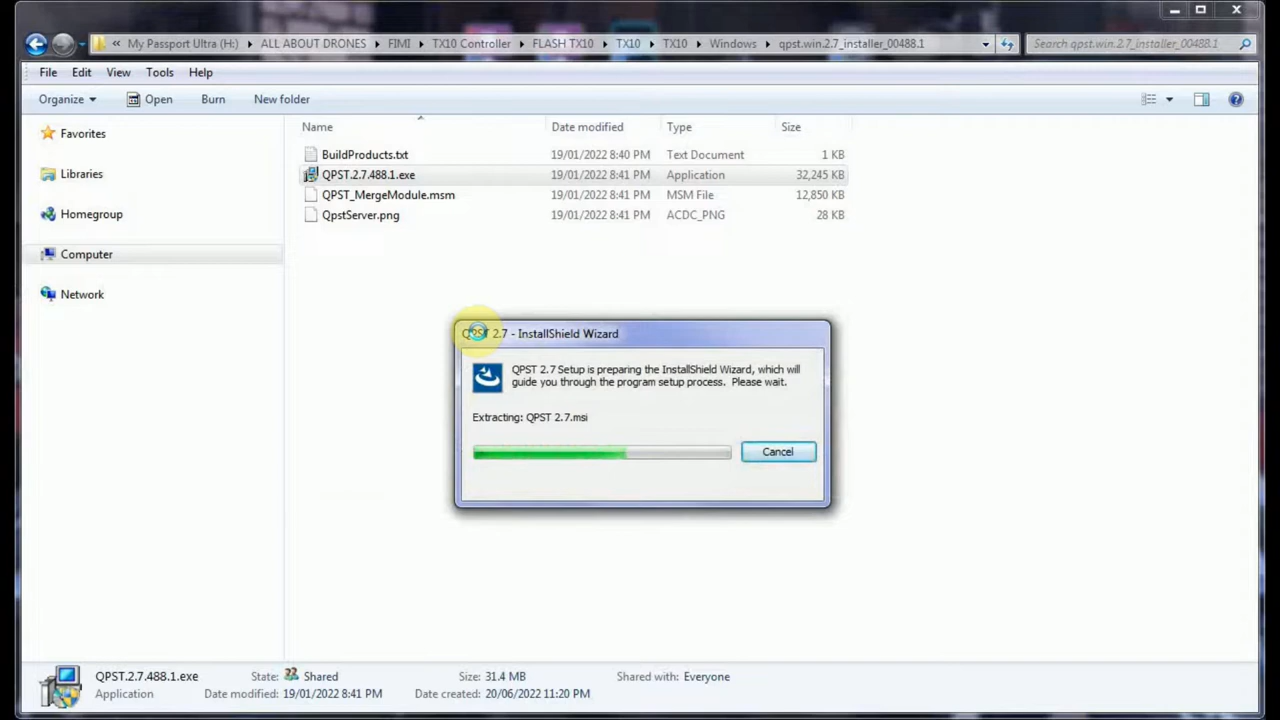 « My Passport Ultra (H:) ▸ ALL ABOUT DRONES ▸ FIMI ▸ TX10 Controller ▸ FLASH TX10 ▸ TX10 ▸ TX10 ▸ Windows ▸ qpst.win.2.7_installer_00488.1
Search qpst.win.2.7_installer_00488.1
File Edit View Tools Help
Organize Open Burn New folder
Name Date modified Type Size
Favorites
Libraries
Homegroup
Computer
Network
BuildProducts.txt 19/01/2022 8:40 PM Text Document 1 KB
QPST.2.7.488.1.exe 19/01/2022 8:41 PM Application 32,245 KB
QPST_MergeModule.msm 19/01/2022 8:41 PM MSM File 12,850 KB
QpstServer.png 19/01/2022 8:41 PM ACDC_PNG 28 KB
QPST 2.7 - InstallShield Wizard
QPST 2.7 Setup is preparing the InstallShield Wizard, which will
guide you through the program setup process. Please wait.
Extracting: QPST 2.7.msi
Cancel
QPST.2.7.488.1.exe State: Shared Size: 31.4 MB Shared with: Everyone
Application Date modified: 19/01/2022 8:41 PM Date created: 20/06/2022 11:20 PM